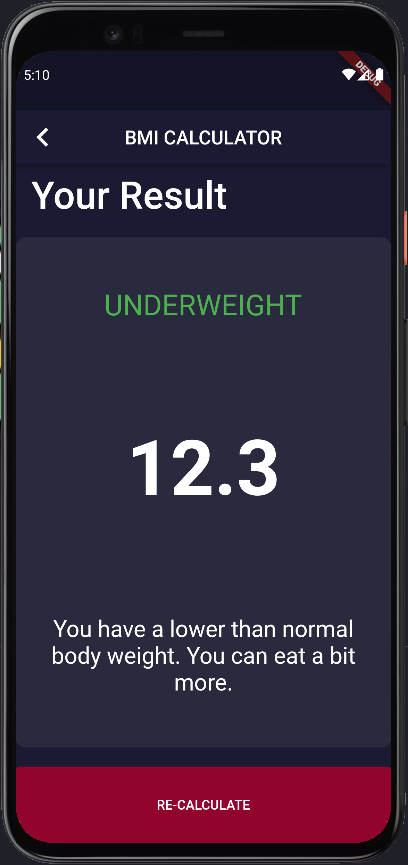 5:10
DEBUG
BMI CALCULATOR
Your Result
UNDERWEIGHT
12.3
You have a lower than normal
body weight. You can eat a bit
more.
RE-CALCULATE